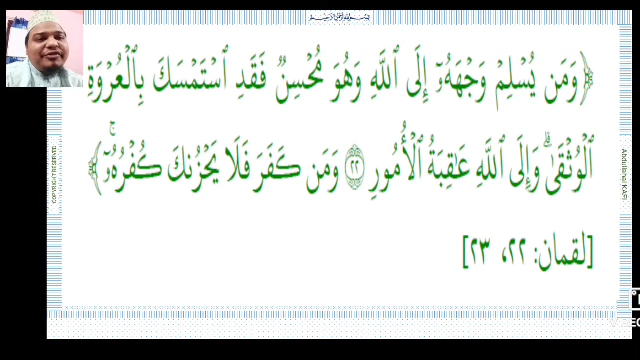 ﴿وَمَن يُسْلِمْ وَجْهَهُۥٓ إِلَى ٱللَّهِ وَهُوَ مُحْسِنٌ فَقَدِ ٱسْتَمْسَكَ بِٱلْعُرْوَةِ
ٱلْوُثْقَىٰۗ وَإِلَى ٱللَّهِ عَٰقِبَةُ ٱلْأُمُورِ ٢٢ وَمَن كَفَرَ فَلَا يَحْزُنكَ كُفْرُهُۥٓۚ﴾
[لقمان: ٢٢، ٢٣]